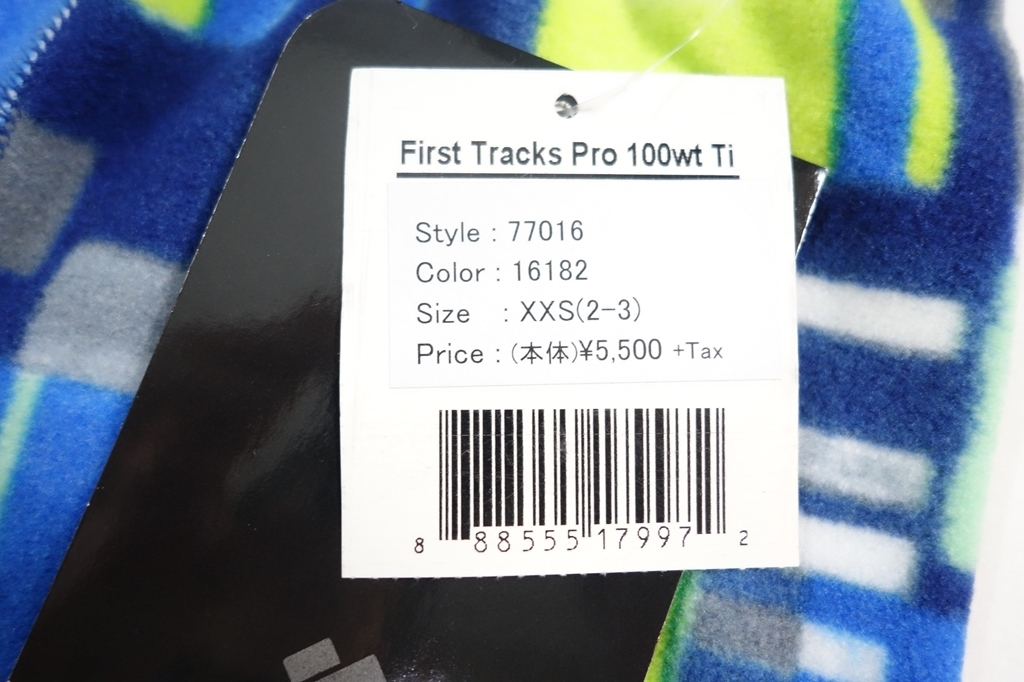 First Tracks Pro 100wt Ti
Style : 77016
Color : 16182
Size : XXS(2-3)
Price : (本体)¥5,500 +Tax
8 88555 17997 2